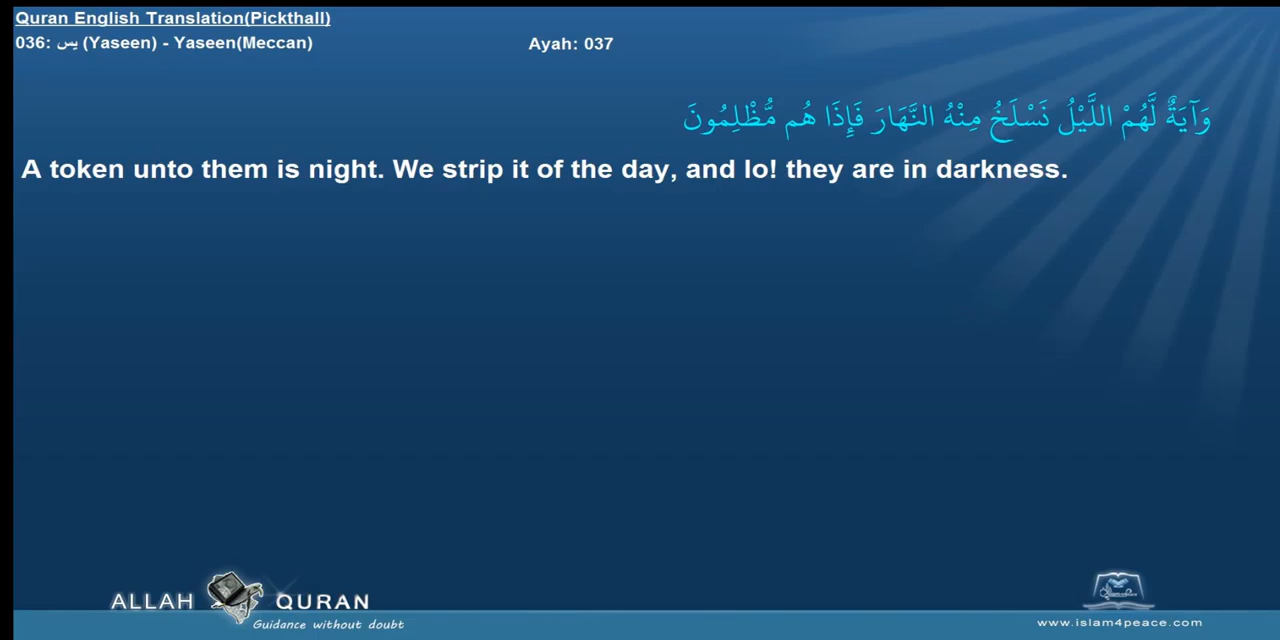 Quran English Translation(Pickthall)
036: يس (Yaseen) - Yaseen(Meccan) Ayah: 037
وَآيَةٌ لَّهُمْ اللَّيْلُ نَسْلَخُ مِنْهُ النَّهَارَ فَإِذَا هُم مُّظْلِمُونَ
A token unto them is night. We strip it of the day, and lo! they are in darkness.
ALLAH QURAN
Guidance without doubt
www.islam4peace.com